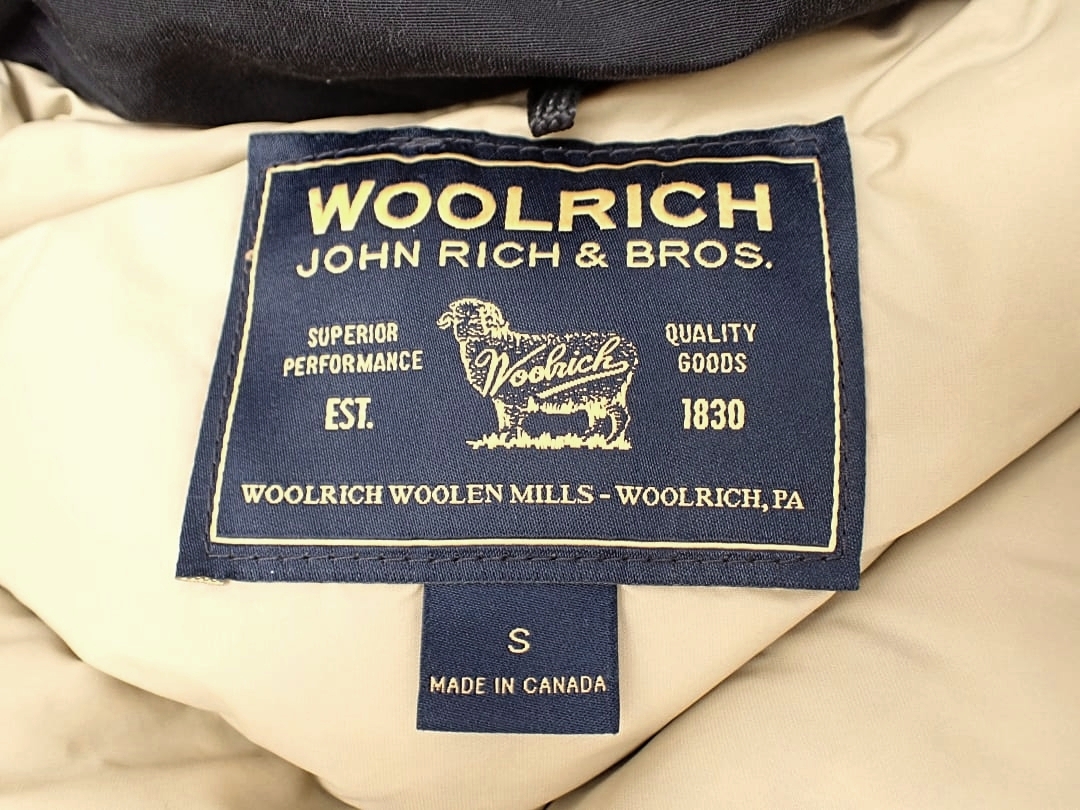 WOOLRICH
JOHN RICH & BROS.
SUPERIOR
PERFORMANCE
EST.
Woolrich
QUALITY
GOODS
1830
WOOLRICH WOOLEN MILLS - WOOLRICH, PA
S
MADE IN CANADA